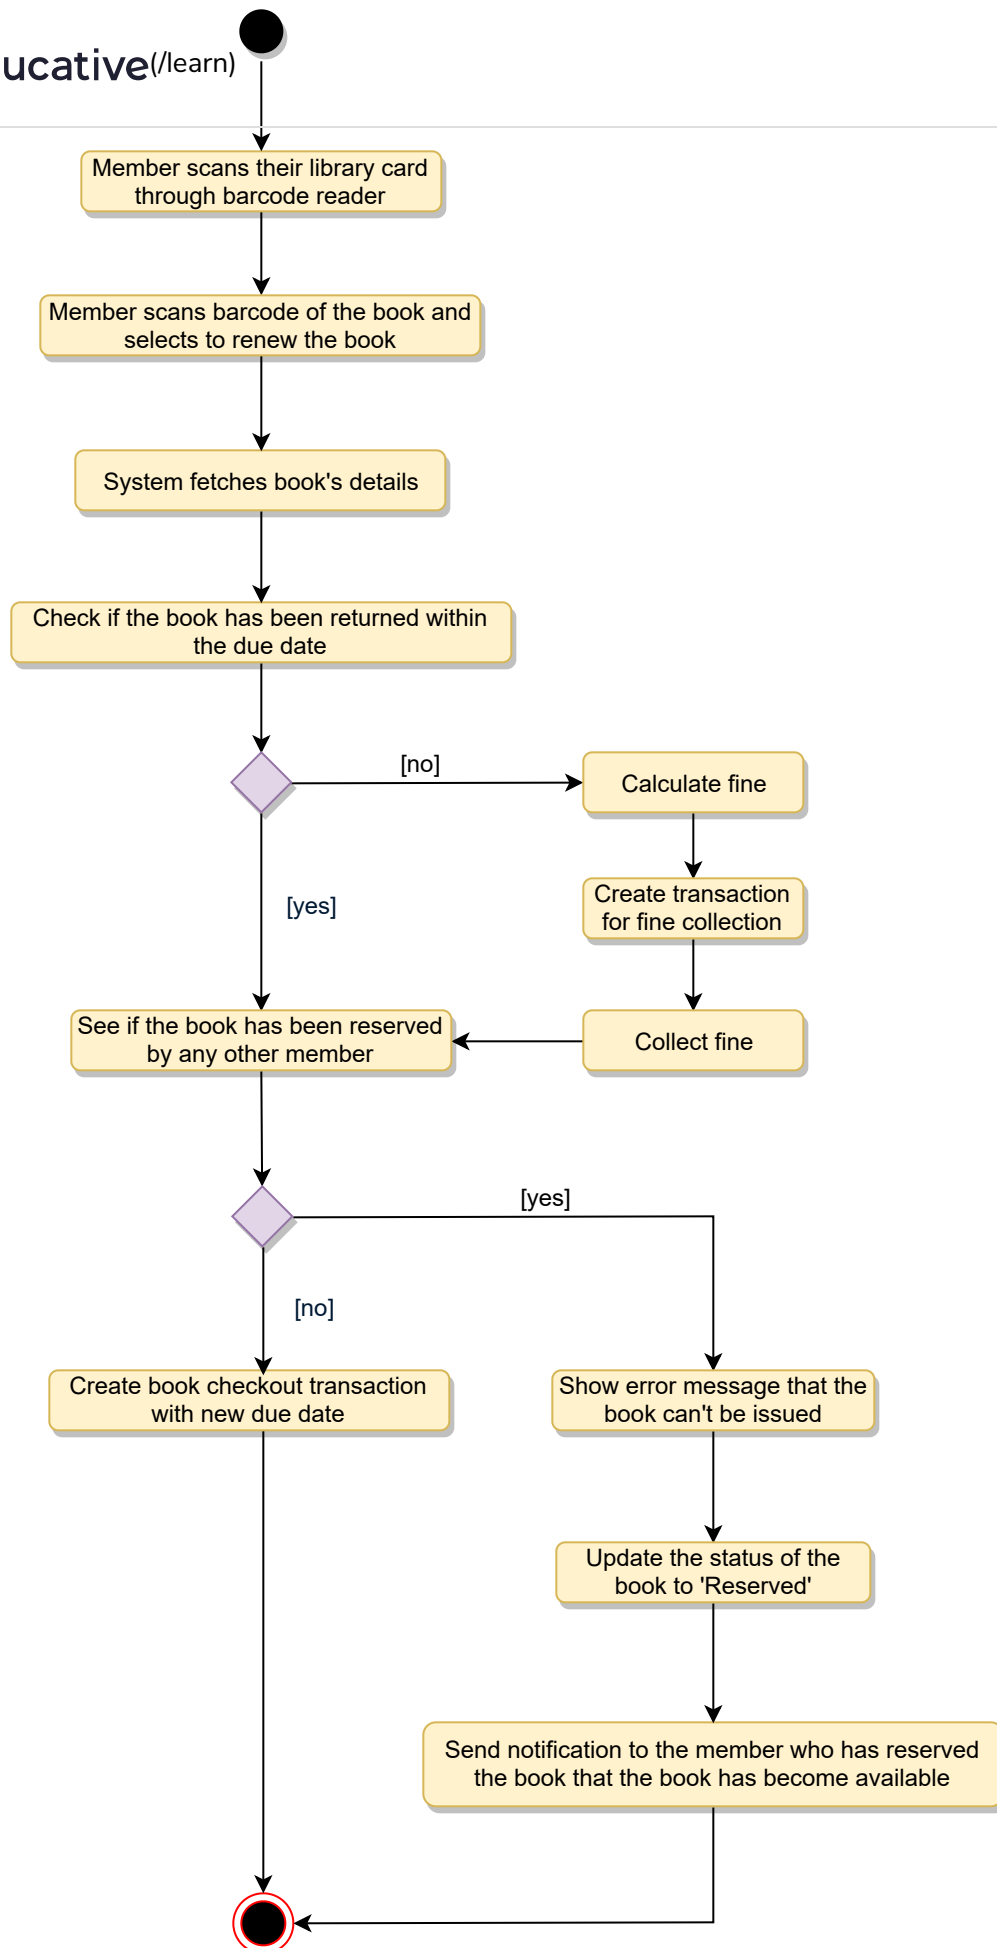 ucative(/learn)
Member scans their library card
through barcode reader
Member scans barcode of the book and
selects to renew the book
System fetches book's details
Check if the book has been returned within
the due date
[no]
Calculate fine
Create transaction
for fine collection
[yes]
See if the book has been reserved
by any other member
Collect fine
[yes]
[no]
Create book checkout transaction
with new due date
Show error message that the
book can't be issued
Update the status of the
book to 'Reserved'
Send notification to the member who has reserved
the book that the book has become available